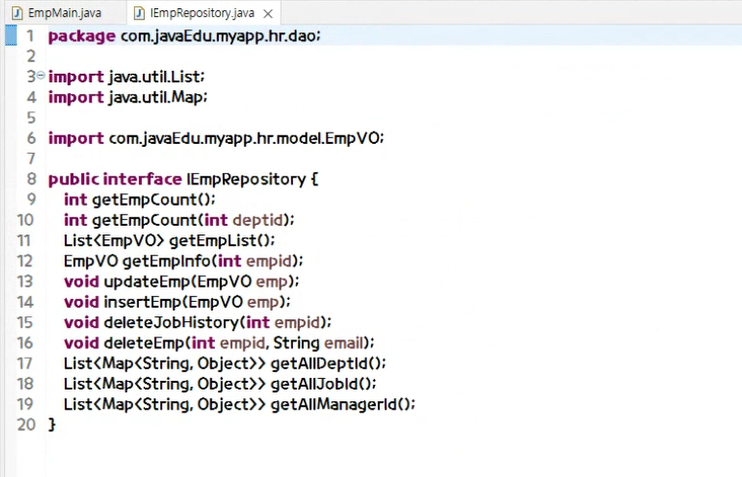 EmpMain.java IEmpRepository.java
1 package com.javaEdu.myapp.hr.dao;
2
3 import java.util.List;
4 import java.util.Map;
5
6 import com.javaEdu.myapp.hr.model.EmpVO;
7
8 public interface IEmpRepository {
9 int getEmpCount();
10 int getEmpCount(int deptid);
11 List<EmpVO> getEmpList();
12 EmpVO getEmpInfo(int empid);
13 void updateEmp(EmpVO emp);
14 void insertEmp(EmpVO emp);
15 void deleteJobHistory(int empid);
16 void deleteEmp(int empid, String email);
17 List<Map<String, Object>> getAllDeptId();
18 List<Map<String, Object>> getAllJobId();
19 List<Map<String, Object>> getAllManagerId();
20 }